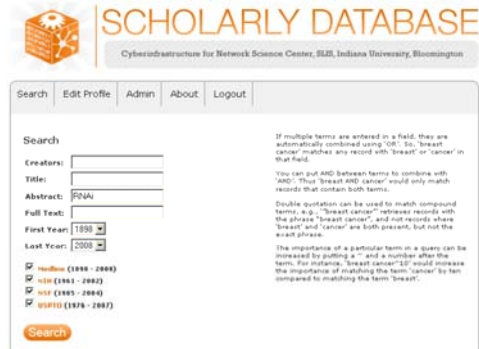 SCHOLARLY DATABASE
Cyberinfrastructure for Network Science Center, SLIS, Indiana University, Bloomington
Search Edit Profile Admin About Logout
Search
Creators:
Title:
Abstract: RNAi
Full Text:
First Year: 1898
Last Year: 2008
Medline (1898 - 2008)
NIH (1961 - 2002)
NSF (1985 - 2004)
USPTO (1976 - 2007)
Search
If multiple terms are entered in a field, they are
automatically combined using 'OR'. So, 'breast
cancer' matches any record with 'breast' or 'cancer' in
that field.
You can put AND between terms to combine with
'AND'. Thus 'breast AND cancer' would only match
records that contain both terms.
Double quotation can be used to match compound
terms, e.g., '"breast cancer"' retrieves records with
the phrase "breast cancer", and not records where
'breast' and 'cancer' are both present, but not the
exact phrase.
The importance of a particular term in a query can be
increased by putting a ^ and a number after the
term. For instance, 'breast cancer^10' would increase
the importance of matching the term 'cancer' by ten
compared to matching the term 'breast'.